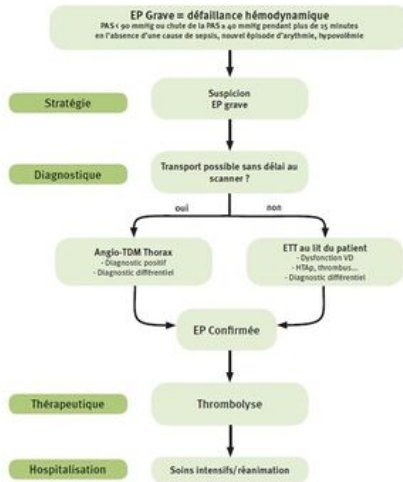 EP Grave = défaillance hémodynamique
PAS < 90 mmHg ou chute de la PAS ≥ 40 mmHg pendant plus de 15 minutes
en l'absence d'une cause de sepsis, nouvel épisode d'arythmie, hypovolémie
Stratégie
Suspicion
EP grave
Diagnostique
Transport possible sans délai au
scanner ?
oui
non
Angio-TDM Thorax
- Diagnostic positif
- Diagnostic différentiel
ETT au lit du patient
- Dysfonction VD
- HTAp, thrombus...
- Diagnostic différentiel
EP Confirmée
Thérapeutique
Thrombolyse
Hospitalisation
Soins intensifs/réanimation